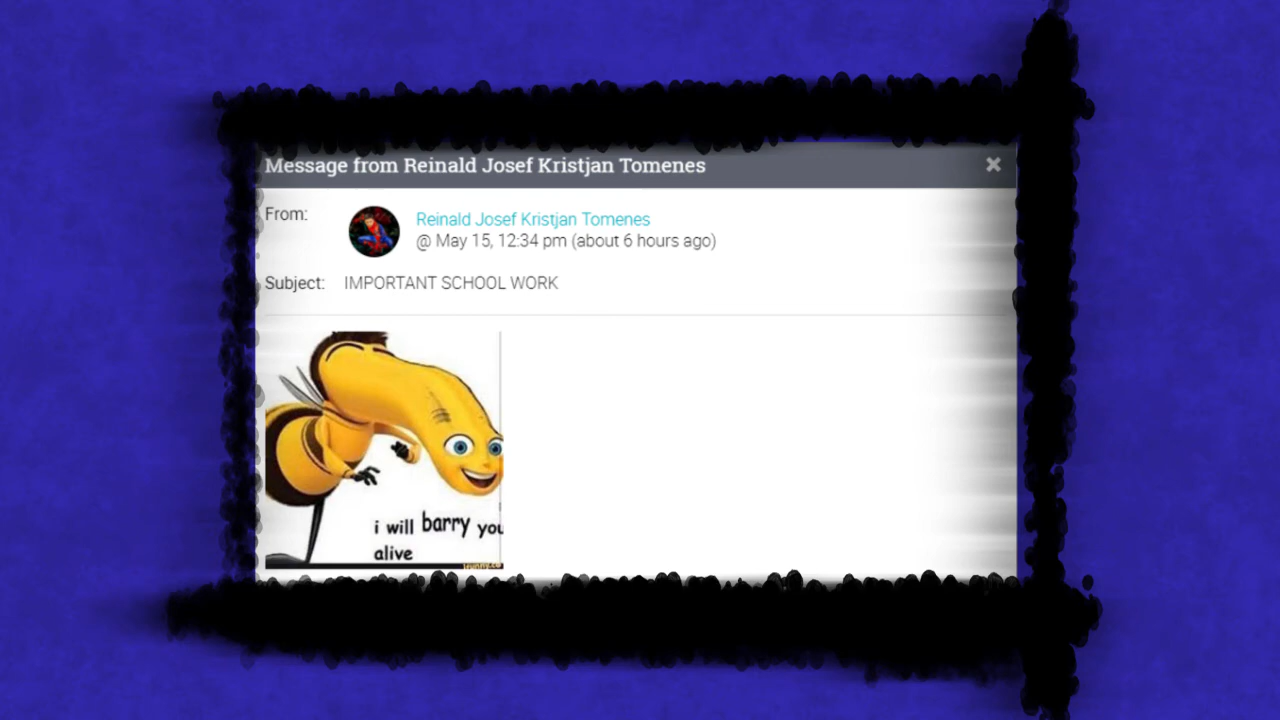 Message from Reinald Josef Kristjan Tomenes
From:
Reinald Josef Kristjan Tomenes
@ May 15, 12:34 pm (about 6 hours ago)
Subject: IMPORTANT SCHOOL WORK
i will barry you
alive